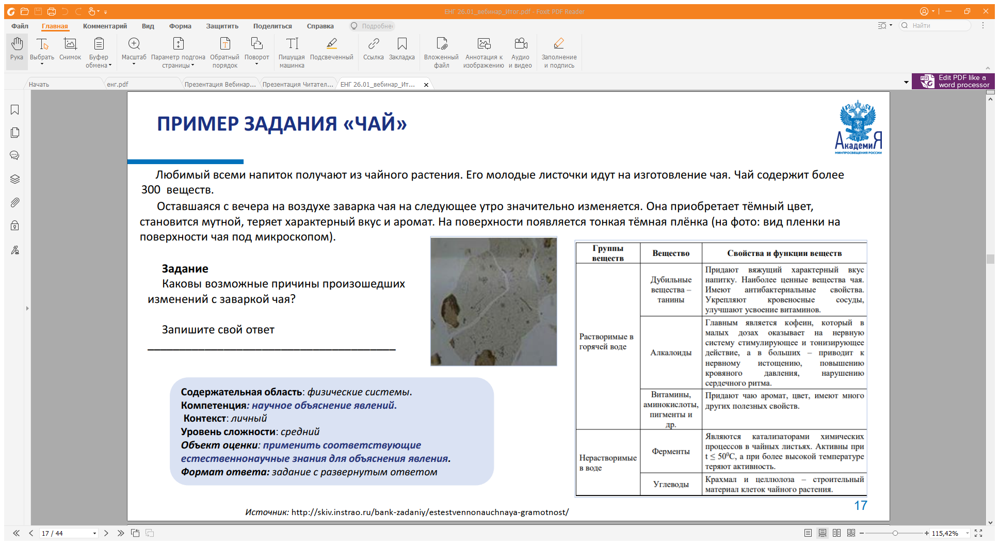 ЕНГ 26.01_вебинар_Итог.pdf - Foxit PDF Reader
Файл Главная Комментарий Вид Форма Защитить Поделиться Справка Подробнее Найти
Рука Выбрать Снимок Буфер обмена Масштаб Параметр подгона страницы Обратный порядок Поворот Пишущая машинка Подсвеченный Ссылка Закладка Вложенный файл Аннотация к изображению Аудио и видео Заполнение и подпись
Начать енг.pdf Презентация Вебинар... Презентация Читател... ЕНГ 26.01_вебинар_Ит... Edit PDF like a
word processor
ПРИМЕР ЗАДАНИЯ «ЧАЙ»
АкадемиЯ
МИНПРОСВЕЩЕНИЯ РОССИИ
Любимый всеми напиток получают из чайного растения. Его молодые листочки идут на изготовление чая. Чай содержит более
300 веществ.
Оставшаяся с вечера на воздухе заварка чая на следующее утро значительно изменяется. Она приобретает тёмный цвет,
становится мутной, теряет характерный вкус и аромат. На поверхности появляется тонкая тёмная плёнка (на фото: вид пленки на
поверхности чая под микроскопом).
Задание
Каковы возможные причины произошедших
изменений с заваркой чая?
Запишите свой ответ
Содержательная область: физические системы.
Компетенция: научное объяснение явлений.
Контекст: личный
Уровень сложности: средний
Объект оценки: применить соответствующие
естественнонаучные знания для объяснения явления.
Формат ответа: задание с развернутым ответом
Группы
веществ
Вещество
Свойства и функции веществ
Растворимые в
горячей воде
Дубильные
вещества –
танины
Придают вяжущий характерный вкус
напитку. Наиболее ценные вещества чая.
Имеют антибактериальные свойства.
Укрепляют кровеносные сосуды,
улучшают усвоение витаминов.
Алкалоиды
Главным является кофеин, который в
малых дозах оказывает на нервную
систему стимулирующее и тонизирующее
действие, а в больших – приводит к
нервному истощению, повышению
кровяного давления, нарушению
сердечного ритма.
Витамины,
аминокислоты,
пигменты и
др.
Придают чаю аромат, цвет, имеют много
других полезных свойств.
Нерастворимые
в воде
Ферменты
Являются катализаторами химических
процессов в чайных листьях. Активны при
t ≤ 50⁰С, а при более высокой температуре
теряют активность.
Углеводы
Крахмал и целлюлоза – строительный
материал клеток чайного растения.
17
Источник: http://skiv.instrao.ru/bank-zadaniy/estestvennonauchnaya-gramotnost/
17 / 44 115,42%